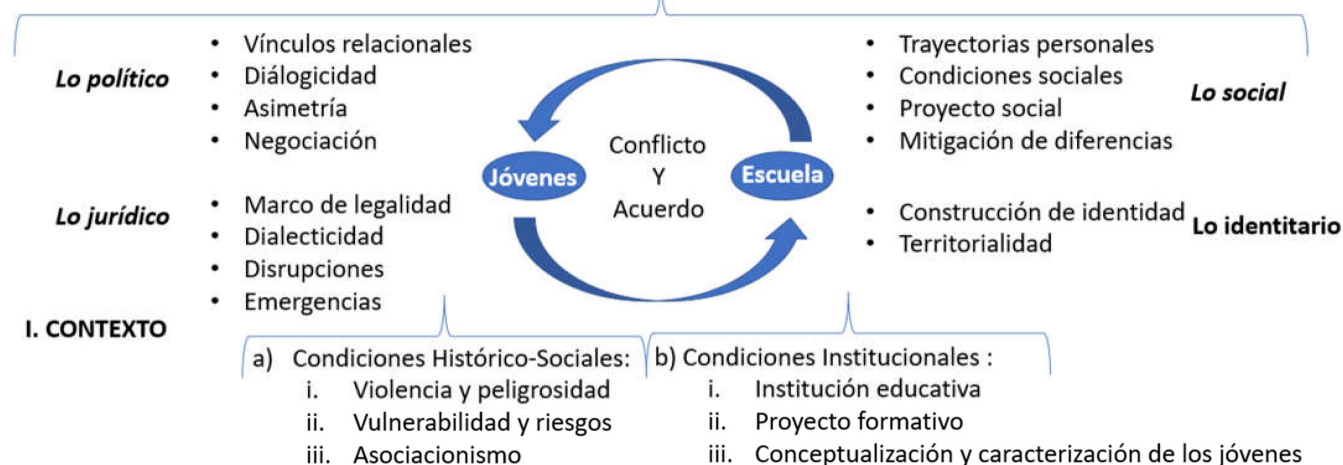 Lo político
• Vínculos relacionales
• Diálogicidad
• Asimetría
• Negociación
Lo jurídico
• Marco de legalidad
• Dialecticidad
• Disrupciones
• Emergencias
Jóvenes
Conflicto
Y
Acuerdo
Escuela
• Trayectorias personales
• Condiciones sociales
• Proyecto social
• Mitigación de diferencias
Lo social
• Construcción de identidad
• Territorialidad
Lo identitario
I. CONTEXTO
a) Condiciones Histórico-Sociales:
i. Violencia y peligrosidad
ii. Vulnerabilidad y riesgos
iii. Asociacionismo
b) Condiciones Institucionales :
i. Institución educativa
ii. Proyecto formativo
iii. Conceptualización y caracterización de los jóvenes